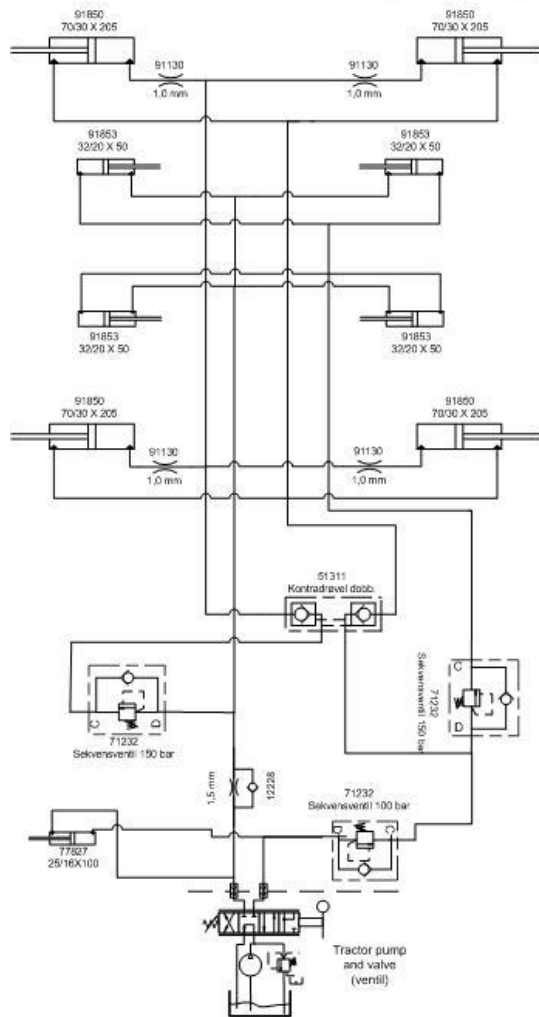 91850
70/30 X 205
91850
70/30 X 205
91130
1,0 mm
91130
1,0 mm
91853
32/20 X 50
91853
32/20 X 50
91853
32/20 X 50
91853
32/20 X 50
91850
70/30 X 205
91850
70/30 X 205
91130
1,0 mm
91130
1,0 mm
51311
Kontradrøvel dobb.
C
D
71232
Sekvensventil 150 bar
C
D
71232
Sekvensventil 150 bar
1,5 mm
12228
71232
Sekvensventil 100 bar
77827
25/16X100
Tractor pump
and valve
(ventil)